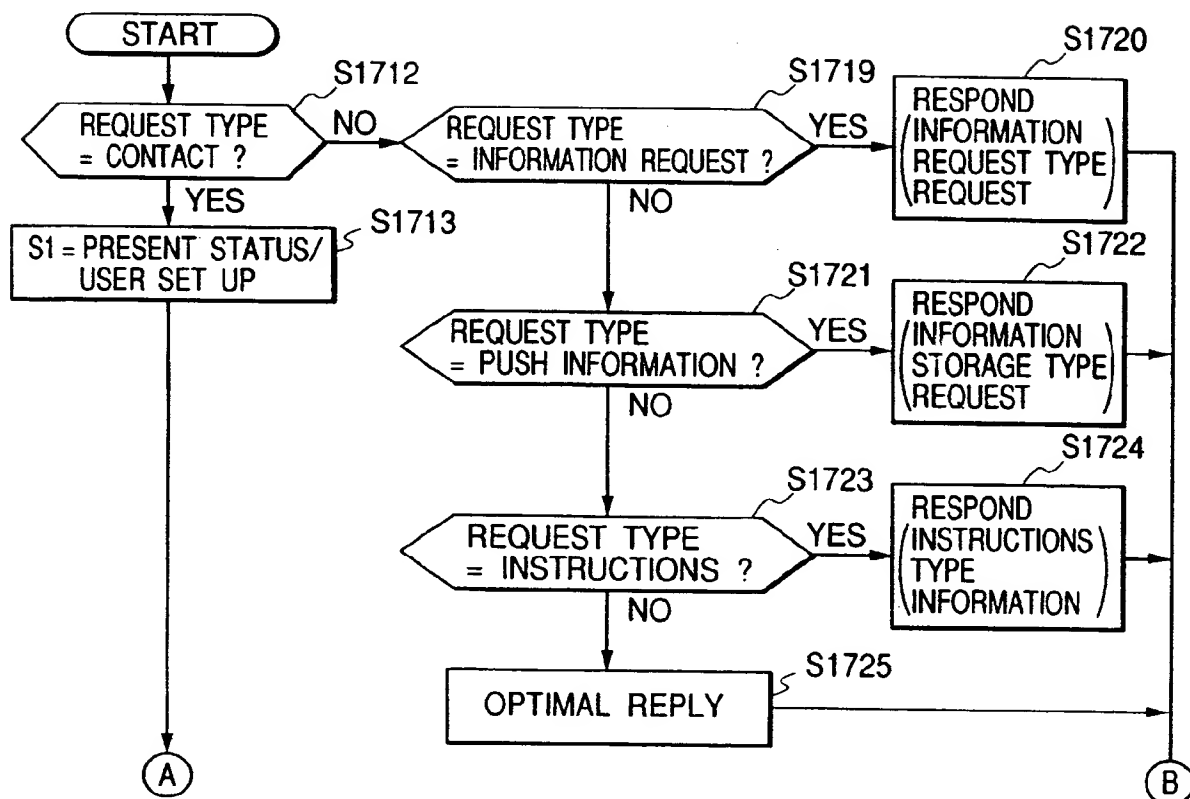 START
S1712
REQUEST TYPE
= CONTACT ?
NO
YES
S1713
S1 = PRESENT STATUS/
USER SET UP
S1719
REQUEST TYPE
= INFORMATION REQUEST ?
YES
NO
S1720
RESPOND
(INFORMATION
REQUEST TYPE
REQUEST)
S1721
REQUEST TYPE
= PUSH INFORMATION ?
YES
NO
S1722
RESPOND
(INFORMATION
STORAGE TYPE
REQUEST)
S1723
REQUEST TYPE
= INSTRUCTIONS ?
YES
NO
S1724
RESPOND
(INSTRUCTIONS
TYPE
INFORMATION)
S1725
OPTIMAL REPLY
A
B